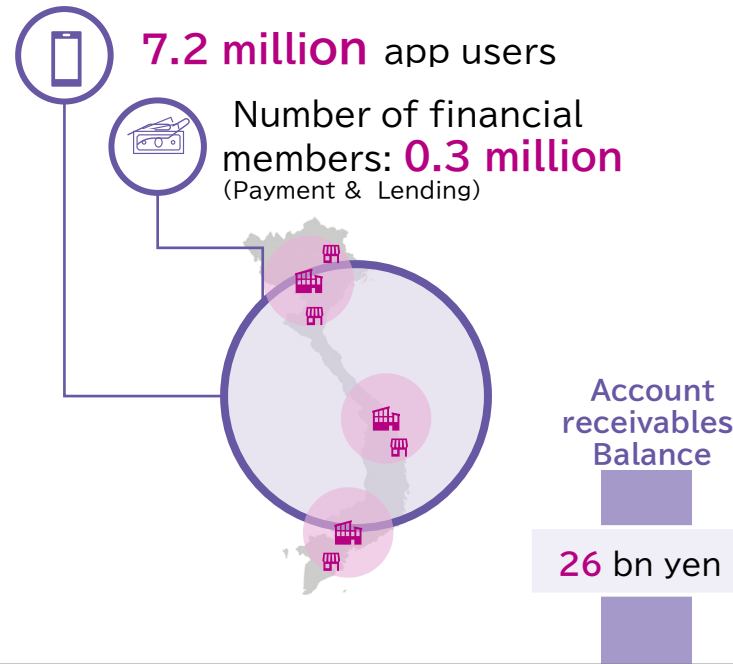 7.2 million app users
Number of financial
members: 0.3 million
(Payment & Lending)
Account
receivables
Balance
26 bn yen